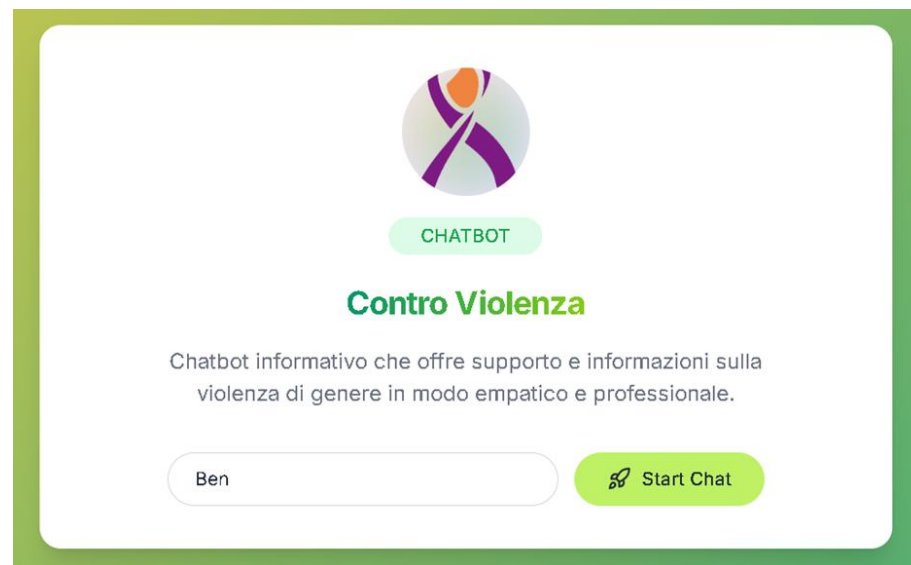 CHATBOT
Contro Violenza
Chatbot informativo che offre supporto e informazioni sulla
violenza di genere in modo empatico e professionale.
Ben
Start Chat